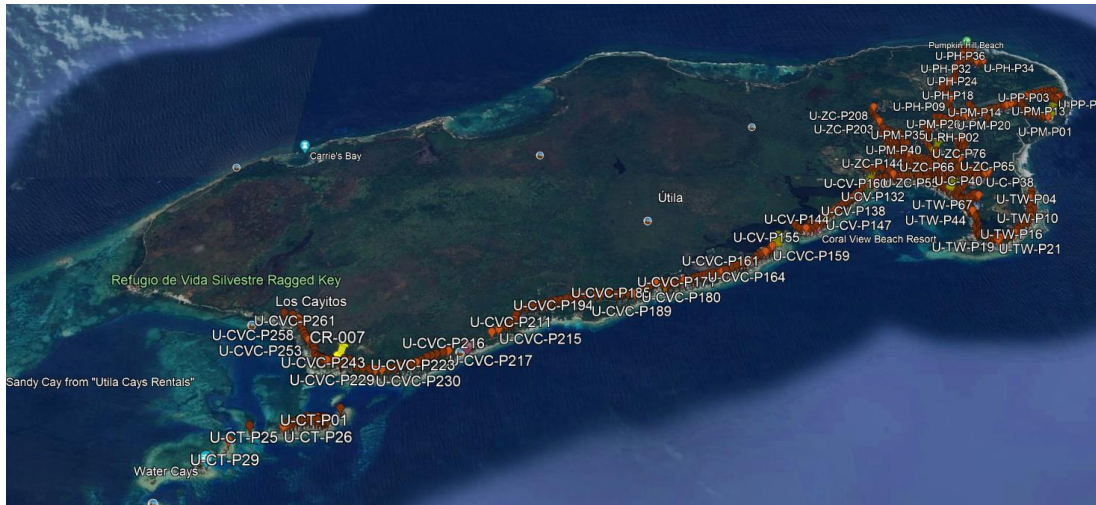 Pumpkin Hill Beach
U-PH-P36
U-PH-P32
U-PH-P34
U-PH-P24
U-PH-P18
U-PP-P03
U-PH-P09
U-PM-P14
U-PM-P13
U-ZC-P208
U-ZC-P203
U-PM-P26
U-PM-P20
U-PM-P01
U-PM-P35
U-RH-P02
U-PM-P40
U-ZC-P76
U-ZC-P144
U-ZC-P66
U-ZC-P65
U-CV-P160
U-ZC-P55
U-C-P40
U-C-P38
Carrie's Bay
Útila
U-CV-P132
U-TW-P67
U-TW-P04
U-CV-P138
U-TW-P44
U-TW-P10
U-CV-P144
U-CV-P147
U-TW-P16
U-CV-P155
Coral View Beach Resort
U-TW-P19
U-TW-P21
U-CVC-P159
U-CVC-P161
U-CVC-P164
Refugio de Vida Silvestre Ragged Key
U-CVC-P180
Los Cayitos
U-CVC-P194
U-CVC-P189
U-CVC-P261
U-CVC-P211
U-CVC-P258
CR-007
U-CVC-P215
U-CVC-P253
U-CVC-P216
U-CVC-P243
U-CVC-P223
U-CVC-P217
U-CVC-P229
U-CVC-P230
Sandy Cay from "Utila Cays Rentals"
U-CT-P01
U-CT-P25
U-CT-P26
U-CT-P29
Water Cays